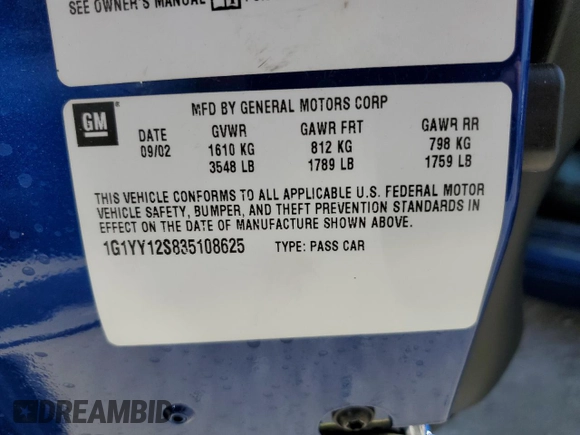 SEE OWNER'S MANUAL
GM
MFD BY GENERAL MOTORS CORP
DATE GVWR GAWR FRT GAWR RR
09/02 1610 KG 812 KG 798 KG
3548 LB 1789 LB 1759 LB
THIS VEHICLE CONFORMS TO ALL APPLICABLE U.S. FEDERAL MOTOR
VEHICLE SAFETY, BUMPER, AND THEFT PREVENTION STANDARDS IN
EFFECT ON THE DATE OF MANUFACTURE SHOWN ABOVE.
1G1YY12S835108625 TYPE: PASS CAR
DREAMBID